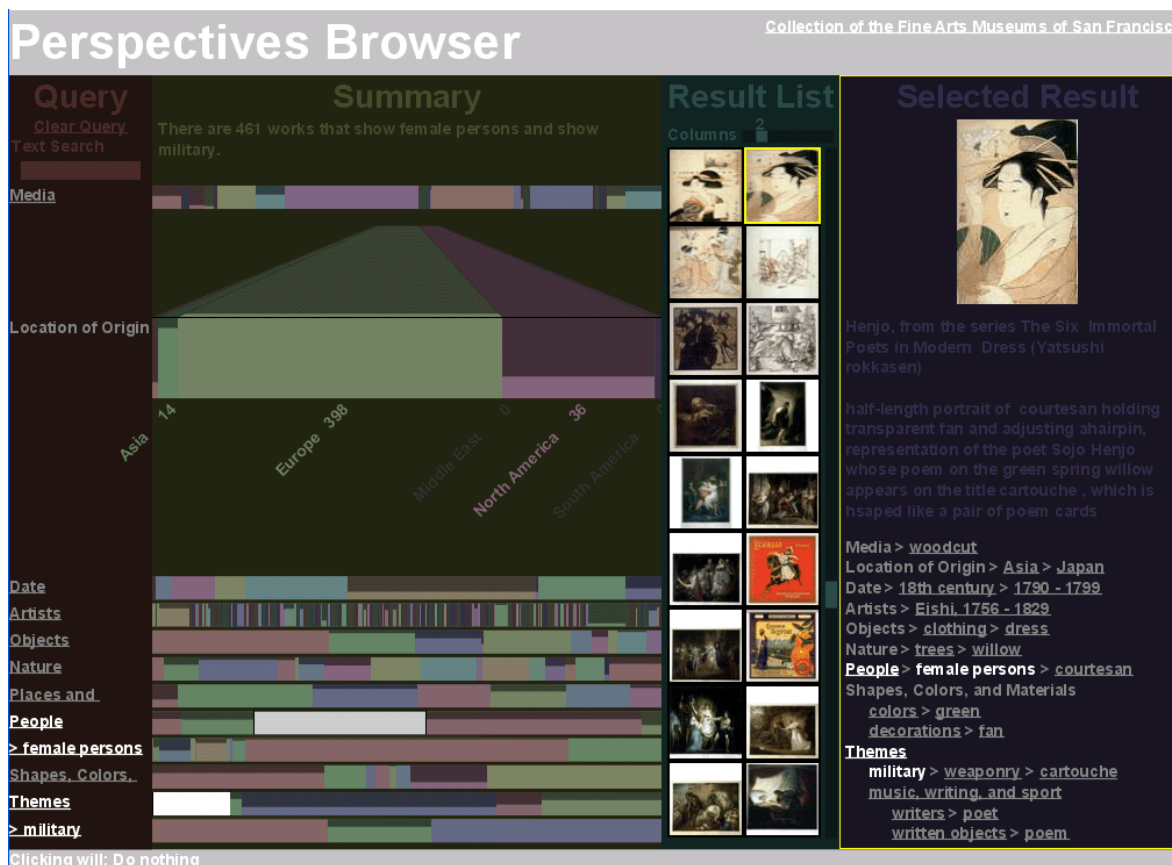 Perspectives Browser
Collection of the Fine Arts Museums of San Francisc
Query
Clear Query
Text Search
Media
Location of Origin
Date
Artists
Objects
Nature
Places and
People
> female persons
Shapes, Colors,
Themes
> military
Summary
There are 461 works that show female persons and show
military.
Asia 14
Europe 398
Middle East 0
North America 36
South America
Result List
Columns 2
Selected Result
Henjo, from the series The Six Immortal
Poets in Modern Dress (Yatsushi
rokkasen)
half-length portrait of courtesan holding
transparent fan and adjusting ahairpin,
representation of the poet Sojo Henjo
whose poem on the green spring willow
appears on the title cartouche , which is
hsaped like a pair of poem cards
Media > woodcut
Location of Origin > Asia > Japan
Date > 18th century > 1790 - 1799
Artists > Eishi, 1756 - 1829
Objects > clothing > dress
Nature > trees > willow
People > female persons > courtesan
Shapes, Colors, and Materials
colors > green
decorations > fan
Themes
military > weaponry > cartouche
music, writing, and sport
writers > poet
written objects > poem
Clicking will: Do nothing